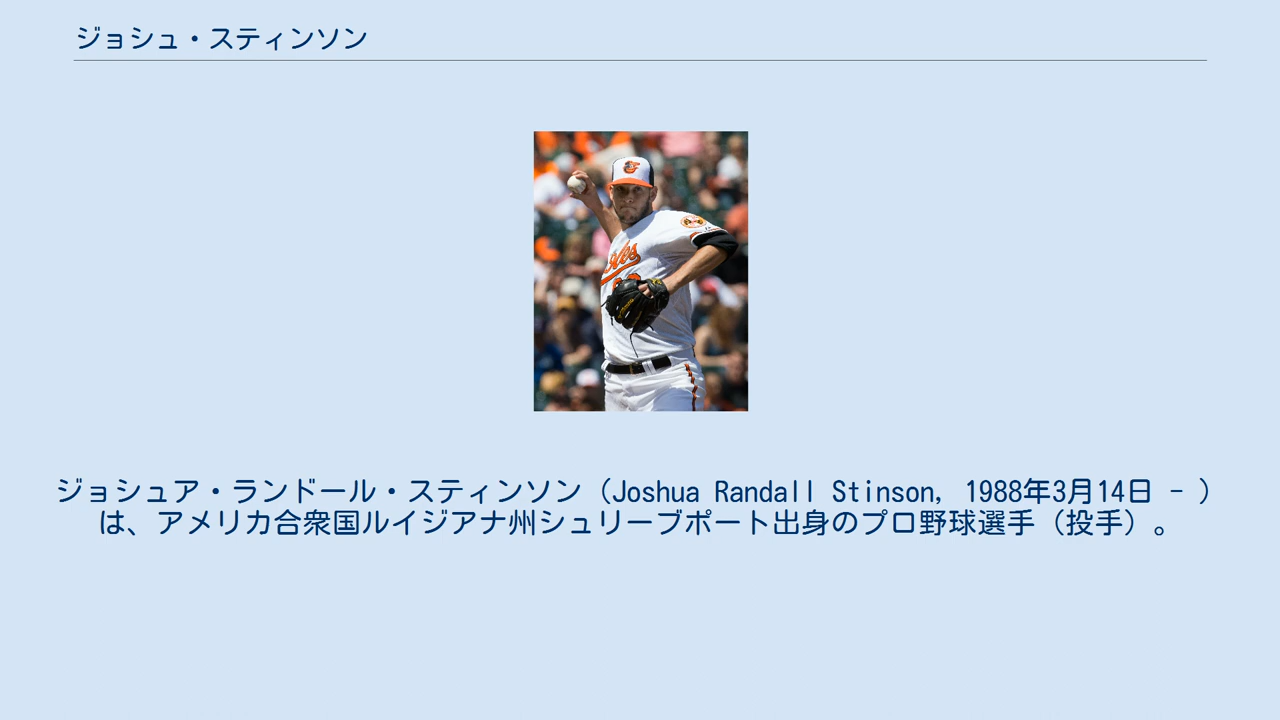 ジョシュ・スティンソン
ジョシュア・ランドール・スティンソン（Joshua Randall Stinson, 1988年3月14日 - ）
は、アメリカ合衆国ルイジアナ州シュリーブポート出身のプロ野球選手（投手）。